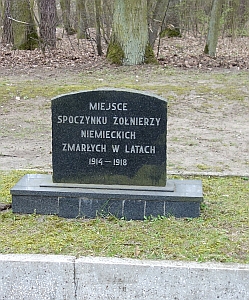 MIEJSCE
SPOCZYNKU ŻOŁNIERZY
NIEMIECKICH
ZMARŁYCH W LATACH
1914 — 1918